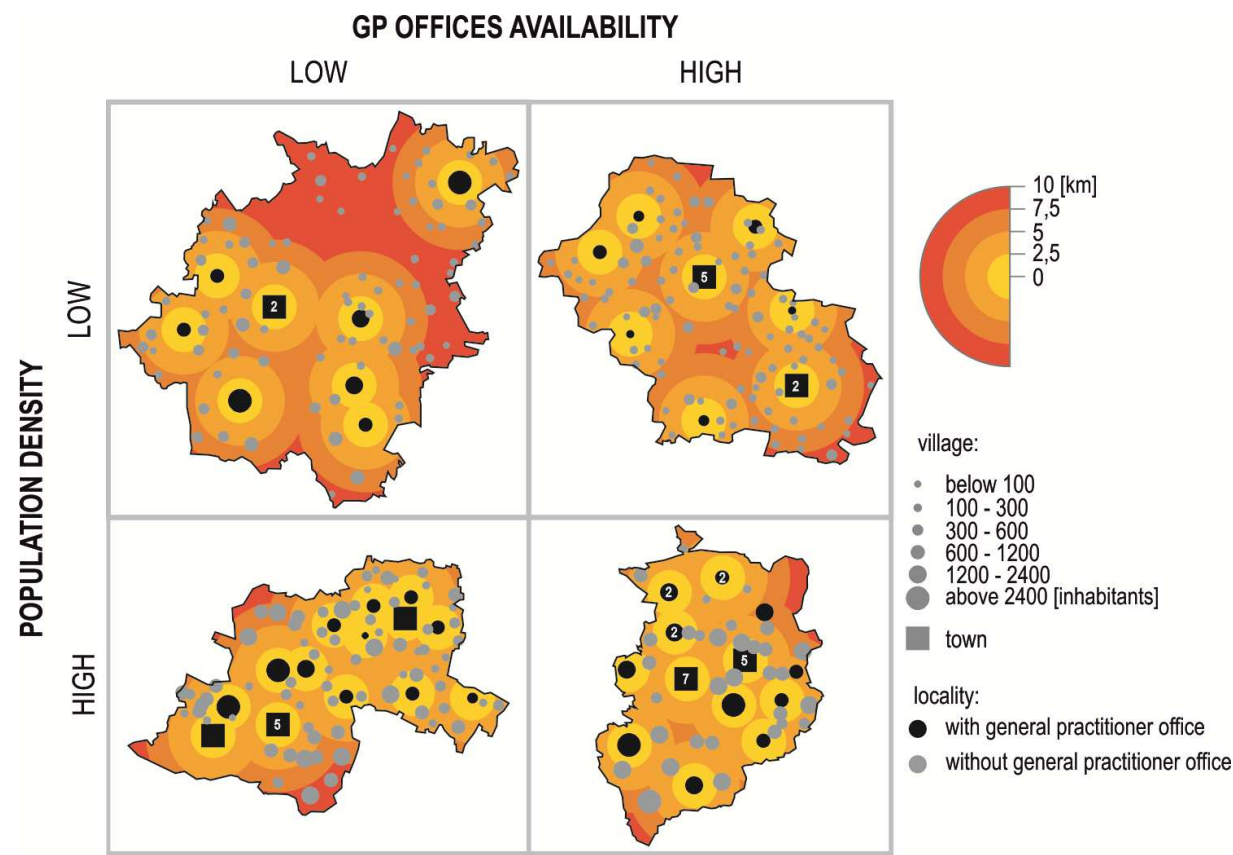 GP OFFICES AVAILABILITY
LOW
HIGH
POPULATION DENSITY
LOW
HIGH
2
5
2
5
2
2
2
5
7
10 [km]
7,5
5
2,5
0
village:
below 100
100 - 300
300 - 600
600 - 1200
1200 - 2400
above 2400 [inhabitants]
town
locality:
with general practitioner office
without general practitioner office